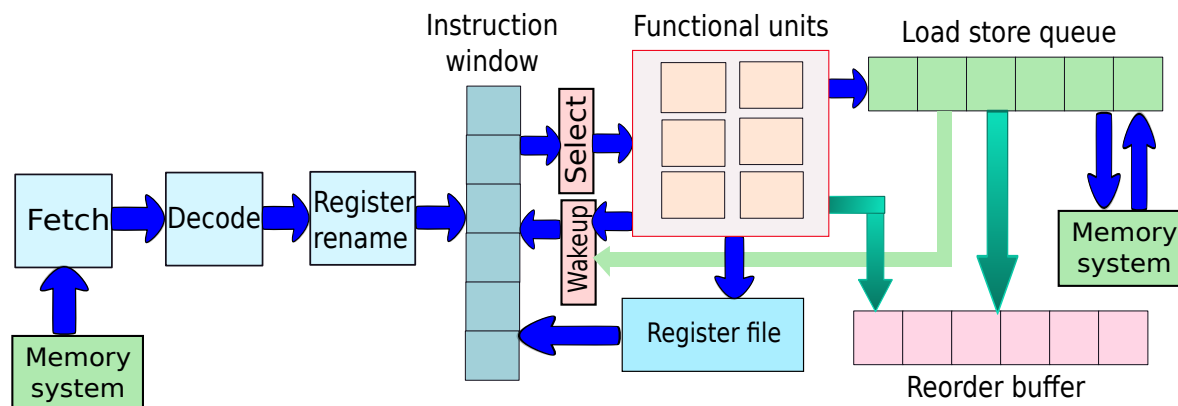 Instruction
window
Functional units
Load store queue
Select
Fetch
Decode
Register
rename
Wakeup
Memory
system
Register file
Memory
system
Reorder buffer